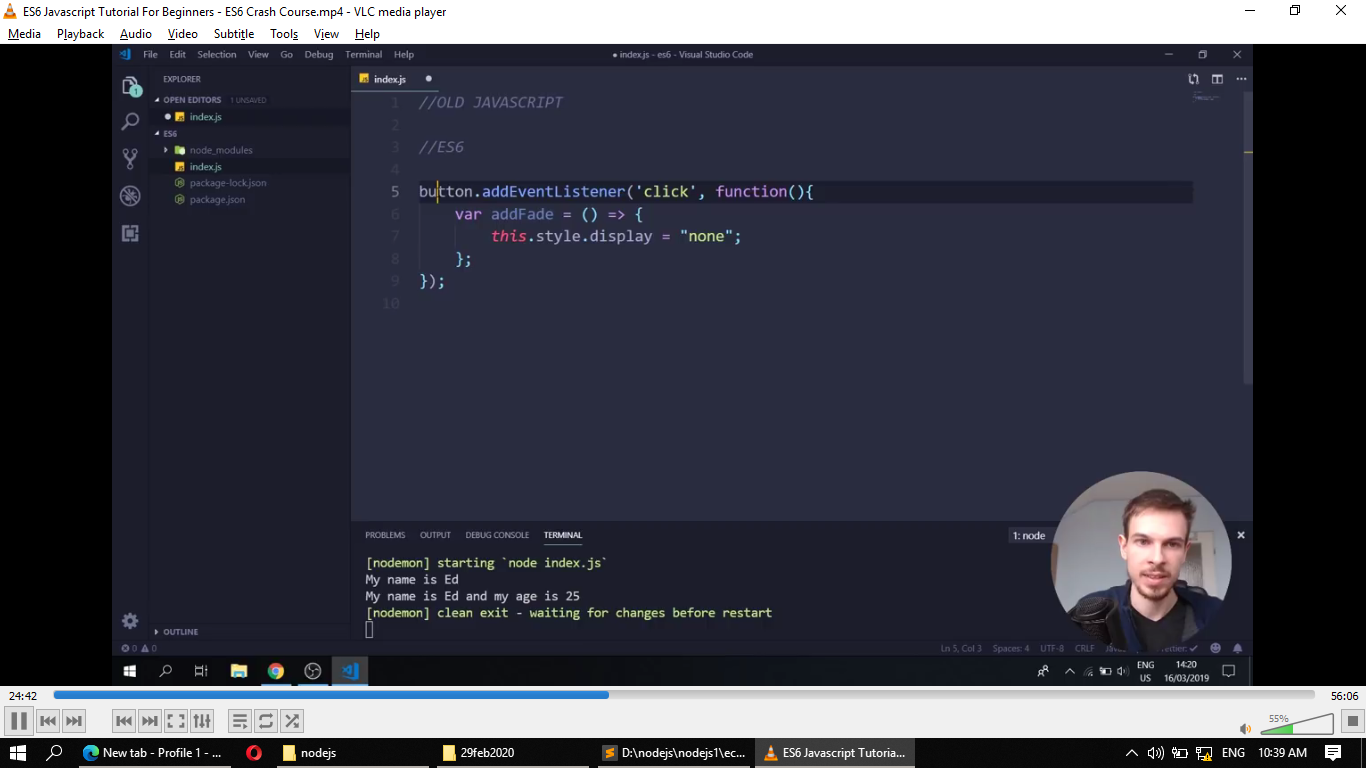 ES6 Javascript Tutorial For Beginners - ES6 Crash Course.mp4 - VLC media player
Media Playback Audio Video Subtitle Tools View Help
File Edit Selection View Go Debug Terminal Help
● index.js - es6 - Visual Studio Code
EXPLORER
OPEN EDITORS 1 UNSAVED
index.js
ES6
node_modules
index.js
package-lock.json
package.json
OUTLINE
index.js
1 //OLD JAVASCRIPT
2
3 //ES6
4
5 button.addEventListener('click', function(){
6 var addFade = () => {
7 this.style.display = "none";
8 };
9 });
10
PROBLEMS OUTPUT DEBUG CONSOLE TERMINAL
1: node
[nodemon] starting `node index.js`
My name is Ed
My name is Ed and my age is 25
[nodemon] clean exit - waiting for changes before restart
0 0
Ln 5, Col 3 Spaces: 4 UTF-8 CRLF
ENG
US
14:20
16/03/2019
24:42
56:06
55%
New tab - Profile 1 - ...
nodejs
29feb2020
D:\nodejs\nodejs1\ec...
ES6 Javascript Tutoria...
ENG
10:39 AM